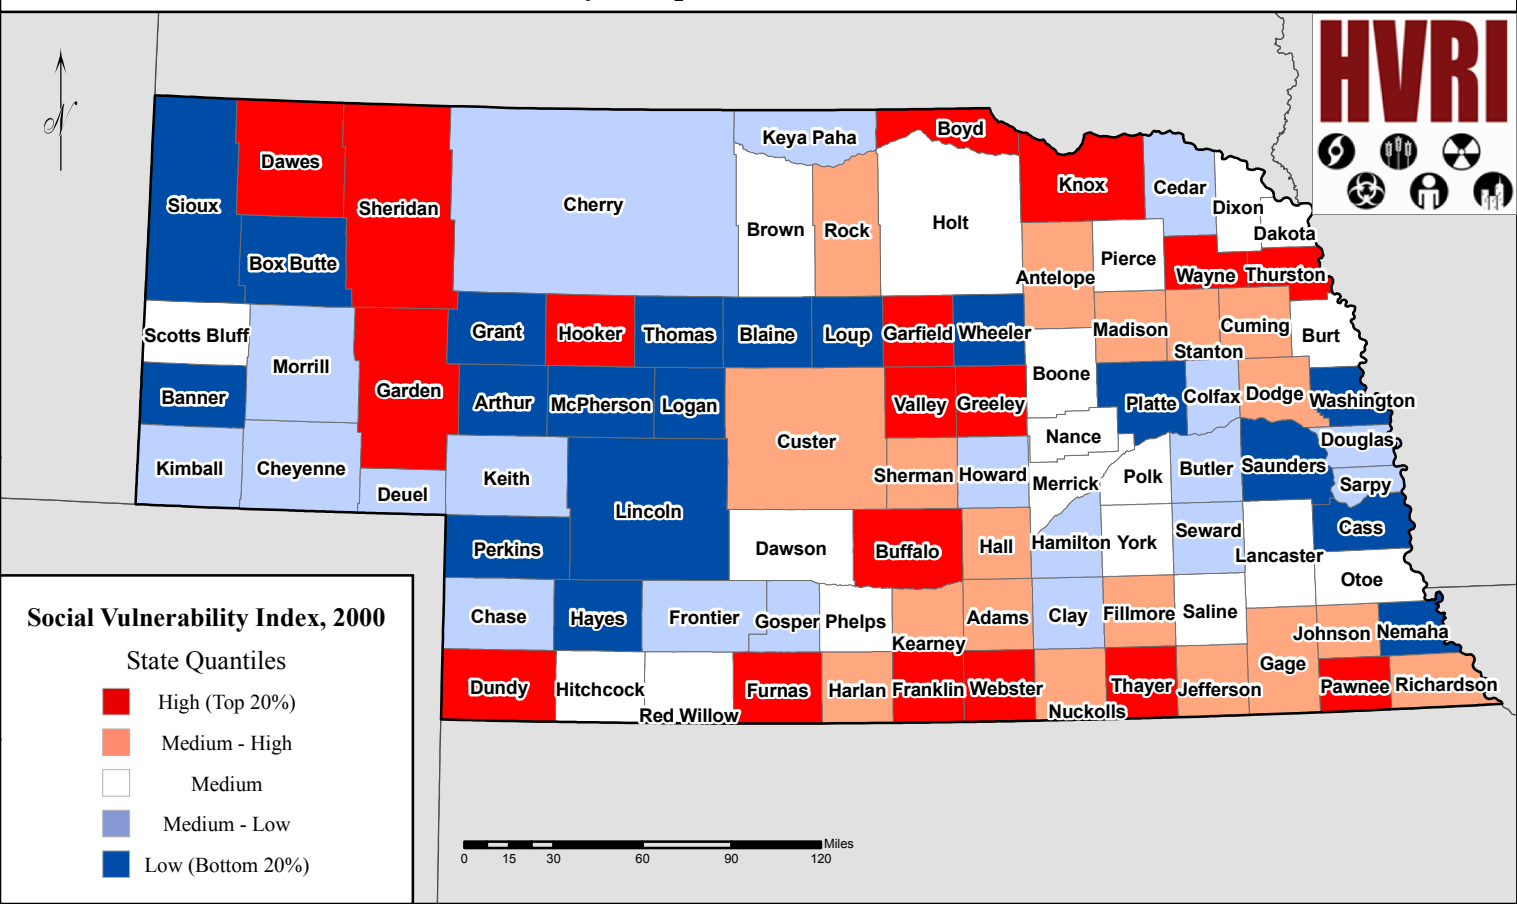 HVRI
N
Boyd
Keya Paha
Dawes
Knox
Cedar
Sioux
Sheridan
Cherry
Dixon
Holt
Brown
Rock
Dakota
Box Butte
Pierce
Antelope
Wayne
Thurston
Scotts Bluff
Grant
Hooker
Thomas
Blaine
Loup
Garfield
Wheeler
Madison
Cuming
Burt
Stanton
Morrill
Boone
Garden
Banner
Arthur
McPherson
Logan
Valley
Greeley
Platte
Colfax
Dodge
Washington
Custer
Nance
Douglas
Kimball
Cheyenne
Keith
Sherman
Howard
Merrick
Polk
Butler
Saunders
Sarpy
Deuel
Lincoln
Cass
Perkins
Dawson
Buffalo
Hall
Hamilton
York
Seward
Lancaster
Otoe
Chase
Hayes
Frontier
Gosper
Phelps
Kearney
Adams
Clay
Fillmore
Saline
Johnson
Nemaha
Gage
Dundy
Hitchcock
Red Willow
Furnas
Harlan
Franklin
Webster
Nuckolls
Thayer
Jefferson
Pawnee
Richardson
Social Vulnerability Index, 2000
State Quantiles
High (Top 20%)
Medium - High
Medium
Medium - Low
Low (Bottom 20%)
Miles
0 15 30 60 90 120